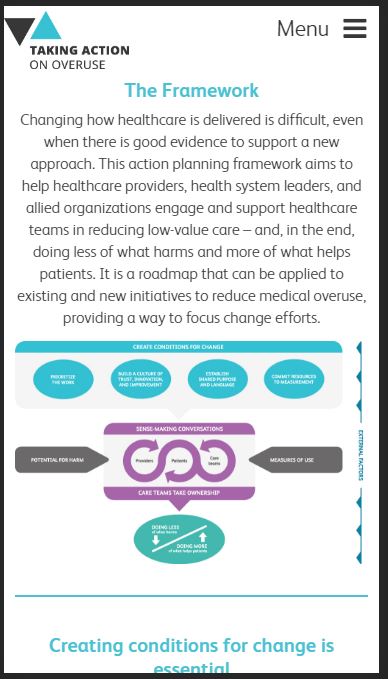 Menu
TAKING ACTION
ON OVERUSE
The Framework
Changing how healthcare is delivered is difficult, even
when there is good evidence to support a new
approach. This action planning framework aims to
help healthcare providers, health system leaders, and
allied organizations engage and support healthcare
teams in reducing low-value care – and, in the end,
doing less of what harms and more of what helps
patients. It is a roadmap that can be applied to
existing and new initiatives to reduce medical overuse,
providing a way to focus change efforts.
CREATE CONDITIONS FOR CHANGE
PRIORITIZE
THE WORK
BUILD A CULTURE OF
TRUST, INNOVATION,
AND IMPROVEMENT
ESTABLISH
SHARED PURPOSE
AND LANGUAGE
COMMIT RESOURCES
TO MEASUREMENT
SENSE-MAKING CONVERSATIONS
POTENTIAL FOR HARM
Providers
Patients
Care
teams
MEASURES OF USE
CARE TEAMS TAKE OWNERSHIP
DOING LESS
of what harms
DOING MORE
of what helps patients
EXTERNAL FACTORS
Creating conditions for change is
essential